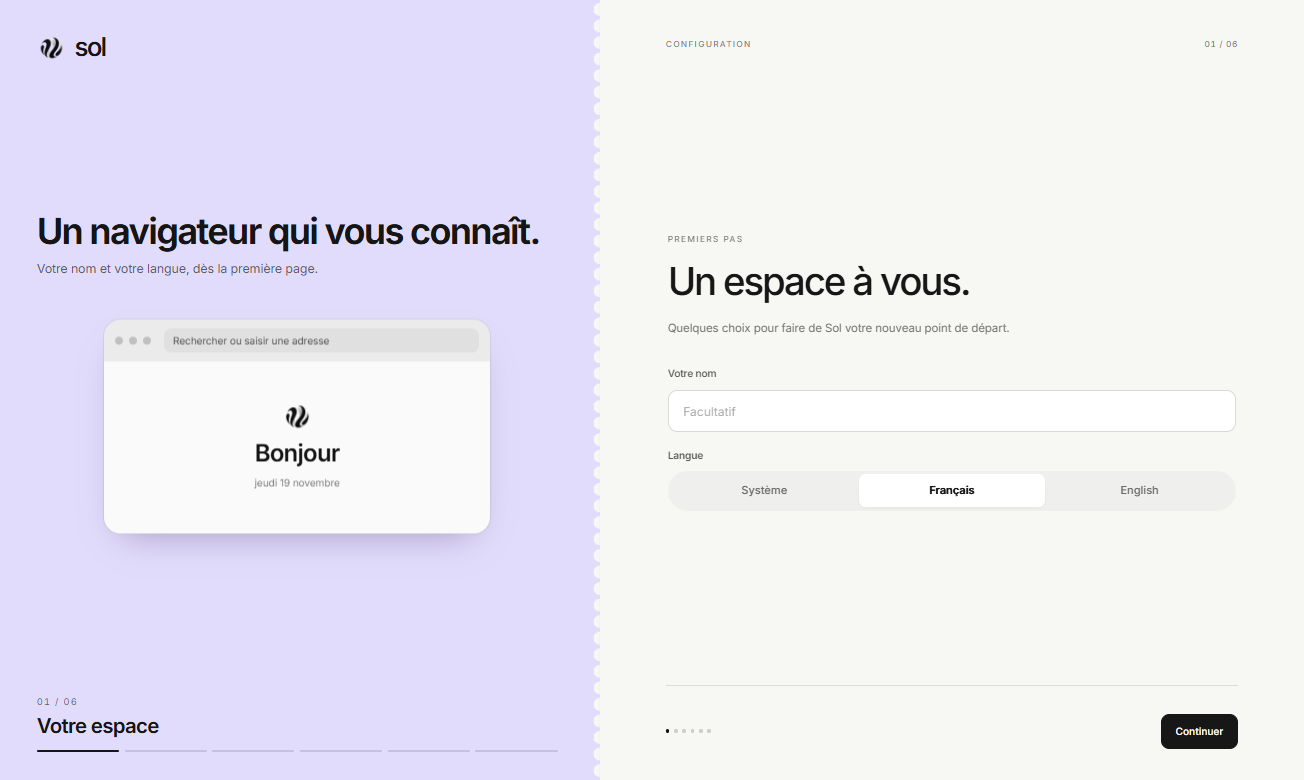 sol
Un navigateur qui vous connaît.
Votre nom et votre langue, dès la première page.
Rechercher ou saisir une adresse
Bonjour
jeudi 19 novembre
01 / 06
Votre espace
CONFIGURATION
01 / 06
PREMIERS PAS
Un espace à vous.
Quelques choix pour faire de Sol votre nouveau point de départ.
Votre nom
Facultatif
Langue
Système
Français
English
Continuer